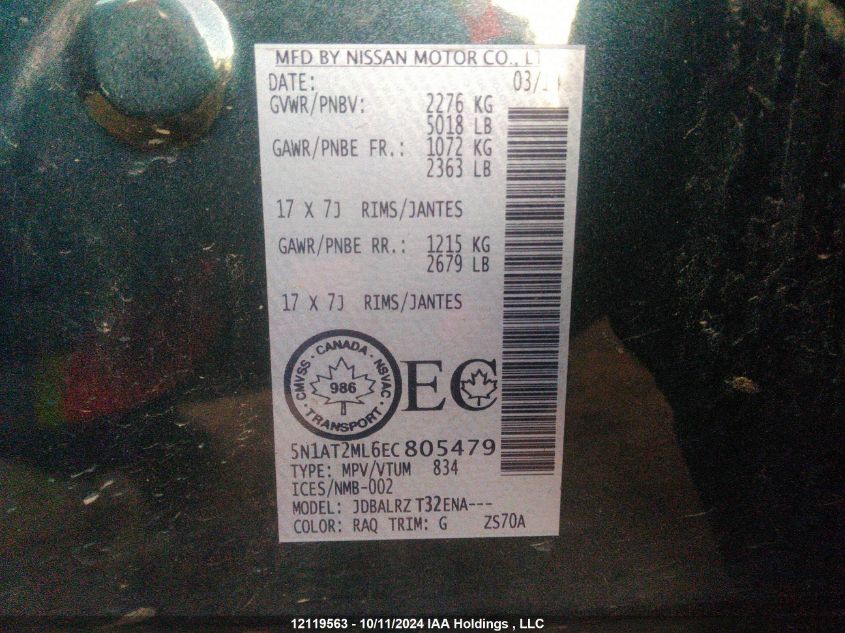 MFD BY NISSAN MOTOR CO.,
DATE: 03/
GVWR/PNBV: 2276 KG
5018 LB
GAWR/PNBE FR.: 1072 KG
2363 LB
17 X 7J RIMS/JANTES
GAWR/PNBE RR.: 1215 KG
2679 LB
17 X 7J RIMS/JANTES
CMVSS · CANADA · NSVAC · TRANSPORT ·
986
EC
5N1AT2ML6EC805479
TYPE: MPV/VTUM 834
ICES/NMB-002
MODEL: JDBALRZ T32ENA---
COLOR: RAQ TRIM: G ZS70A
12119563 - 10/11/2024 IAA Holdings , LLC